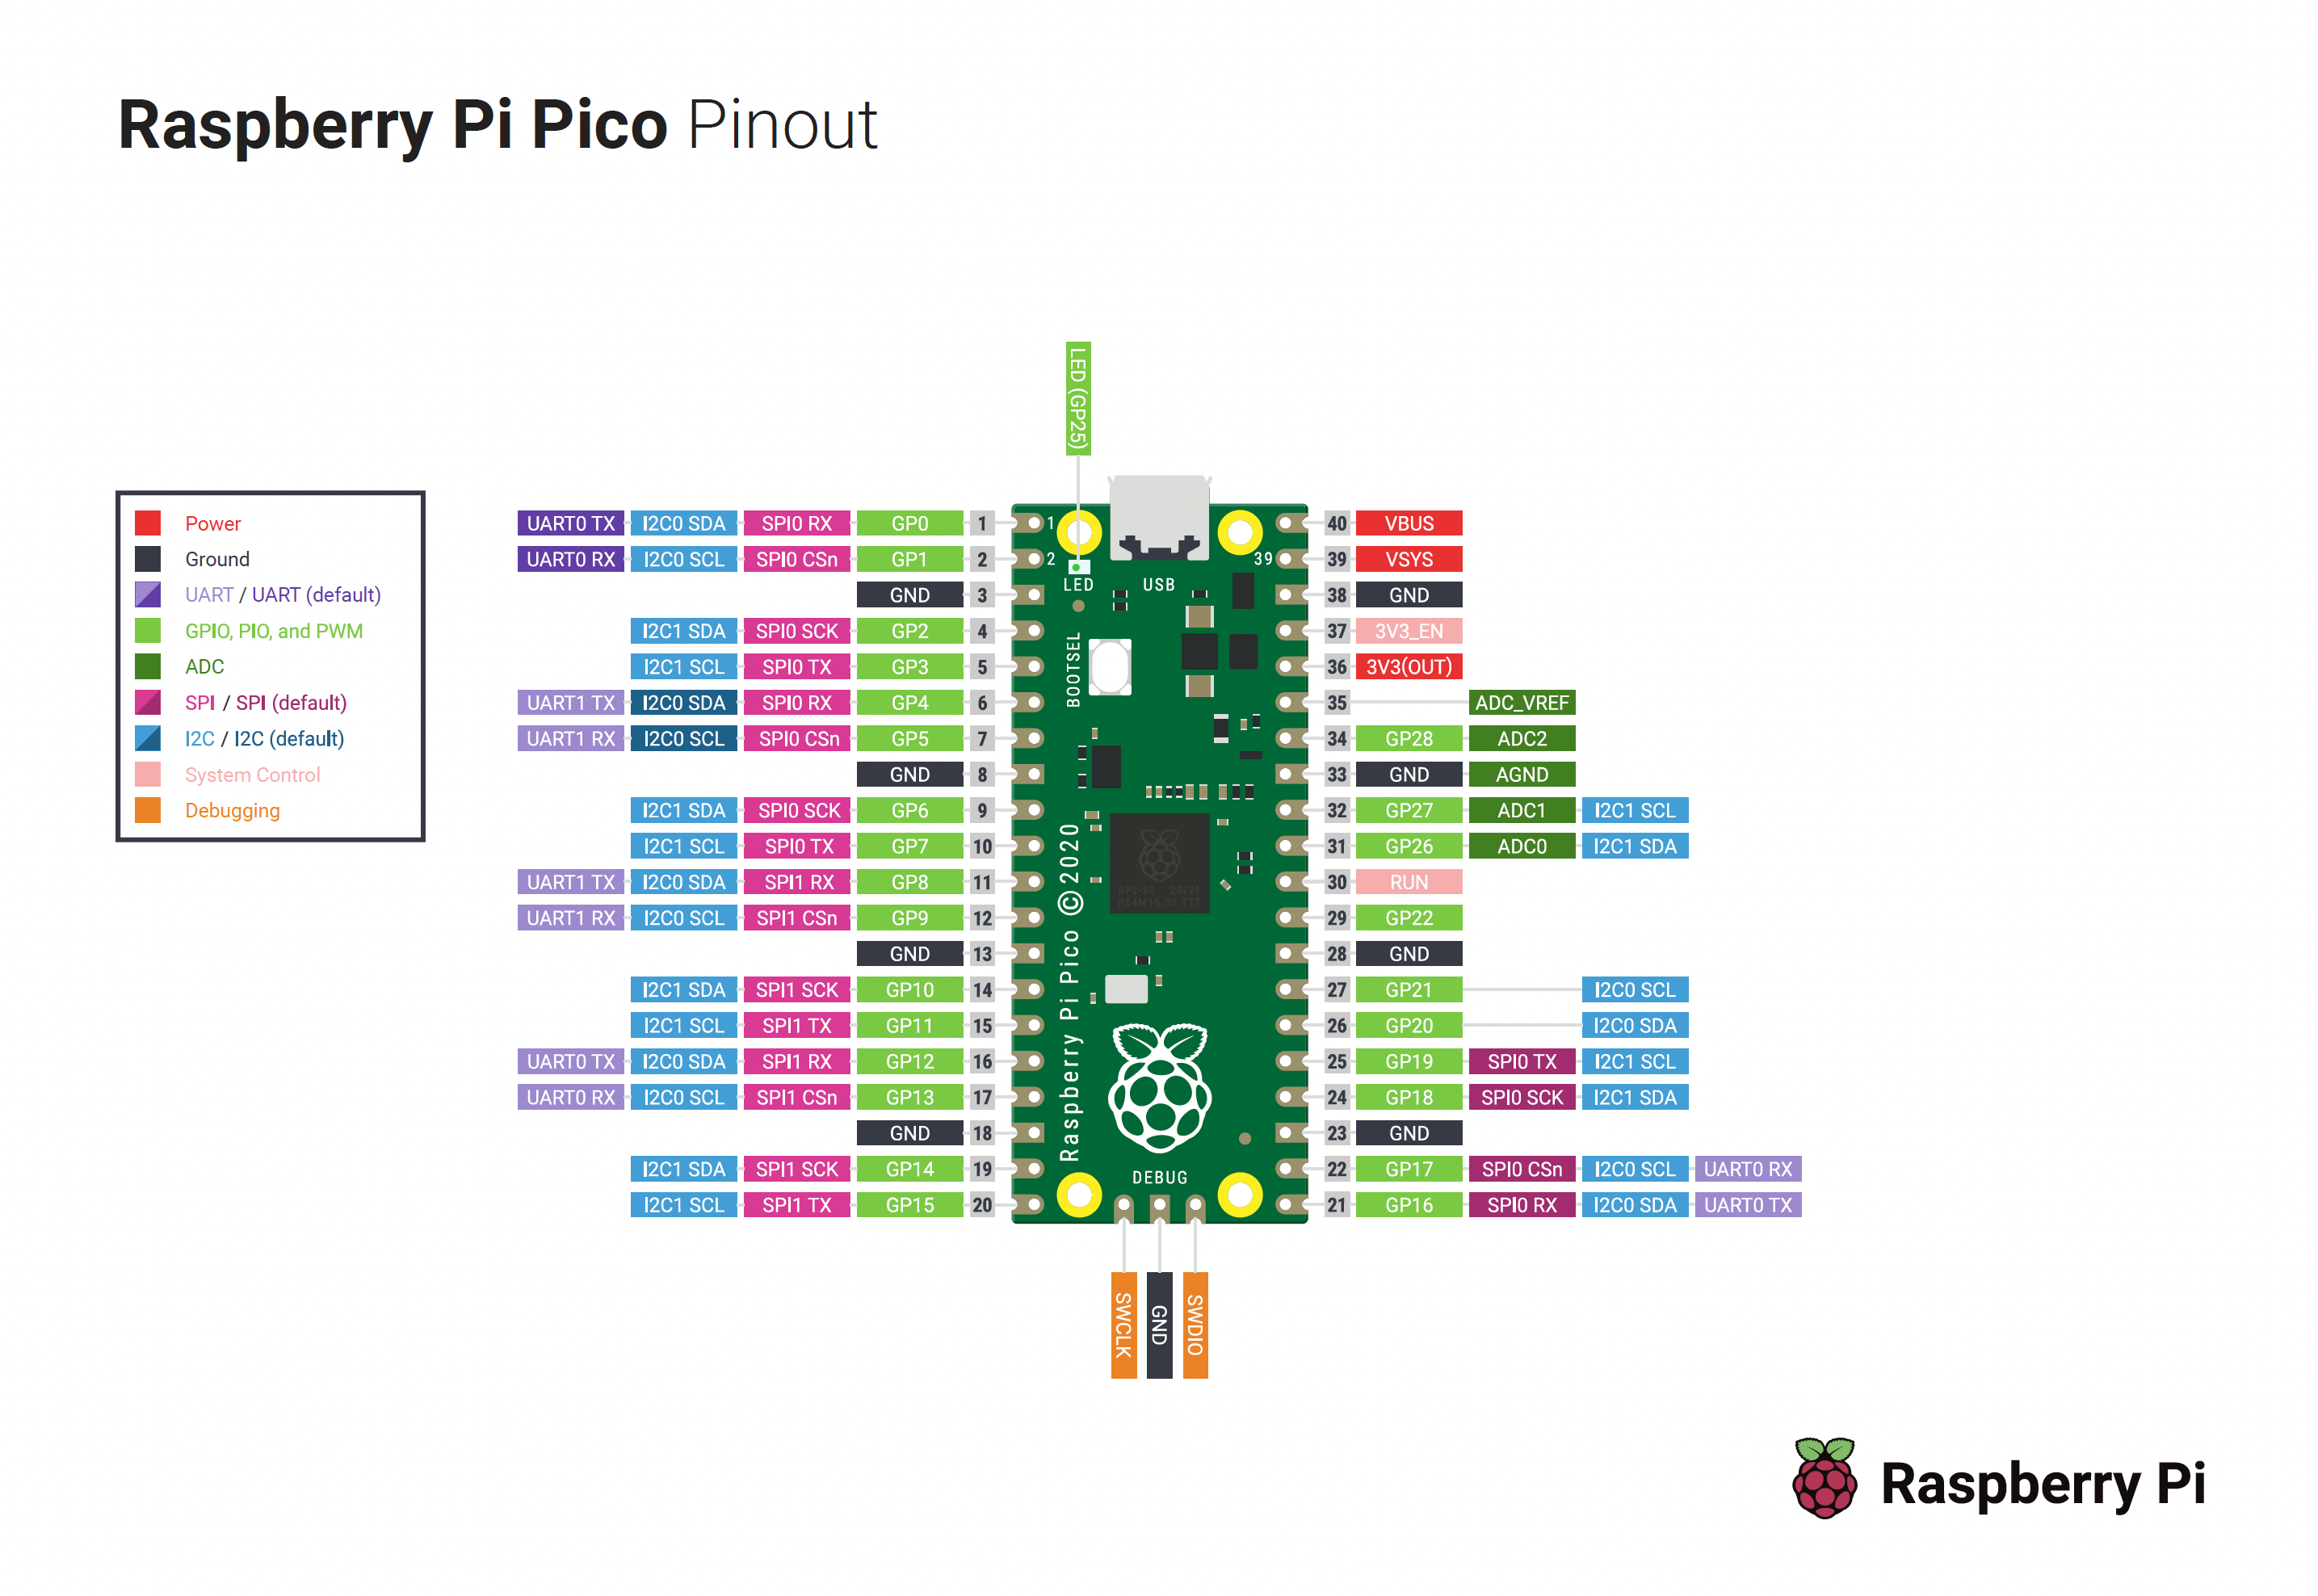 Raspberry Pi Pico Pinout
LED (GP25)
Power
Ground
UART / UART (default)
GPIO, PIO, and PWM
ADC
SPI / SPI (default)
I2C / I2C (default)
System Control
Debugging
UART0 TX I2C0 SDA SPI0 RX GP0 1
UART0 RX I2C0 SCL SPI0 CSn GP1 2
GND 3
I2C1 SDA SPI0 SCK GP2 4
I2C1 SCL SPI0 TX GP3 5
UART1 TX I2C0 SDA SPI0 RX GP4 6
UART1 RX I2C0 SCL SPI0 CSn GP5 7
GND 8
I2C1 SDA SPI0 SCK GP6 9
I2C1 SCL SPI0 TX GP7 10
UART1 TX I2C0 SDA SPI1 RX GP8 11
UART1 RX I2C0 SCL SPI1 CSn GP9 12
GND 13
I2C1 SDA SPI1 SCK GP10 14
I2C1 SCL SPI1 TX GP11 15
UART0 TX I2C0 SDA SPI1 RX GP12 16
UART0 RX I2C0 SCL SPI1 CSn GP13 17
GND 18
I2C1 SDA SPI1 SCK GP14 19
I2C1 SCL SPI1 TX GP15 20
1
2
39
LED
USB
BOOTSEL
Raspberry Pi Pico ©2020
DEBUG
40 VBUS
39 VSYS
38 GND
37 3V3_EN
36 3V3(OUT)
35 ADC_VREF
34 GP28 ADC2
33 GND AGND
32 GP27 ADC1 I2C1 SCL
31 GP26 ADC0 I2C1 SDA
30 RUN
29 GP22
28 GND
27 GP21 I2C0 SCL
26 GP20 I2C0 SDA
25 GP19 SPI0 TX I2C1 SCL
24 GP18 SPI0 SCK I2C1 SDA
23 GND
22 GP17 SPI0 CSn I2C0 SCL UART0 RX
21 GP16 SPI0 RX I2C0 SDA UART0 TX
SWCLK
GND
SWDIO
Raspberry Pi